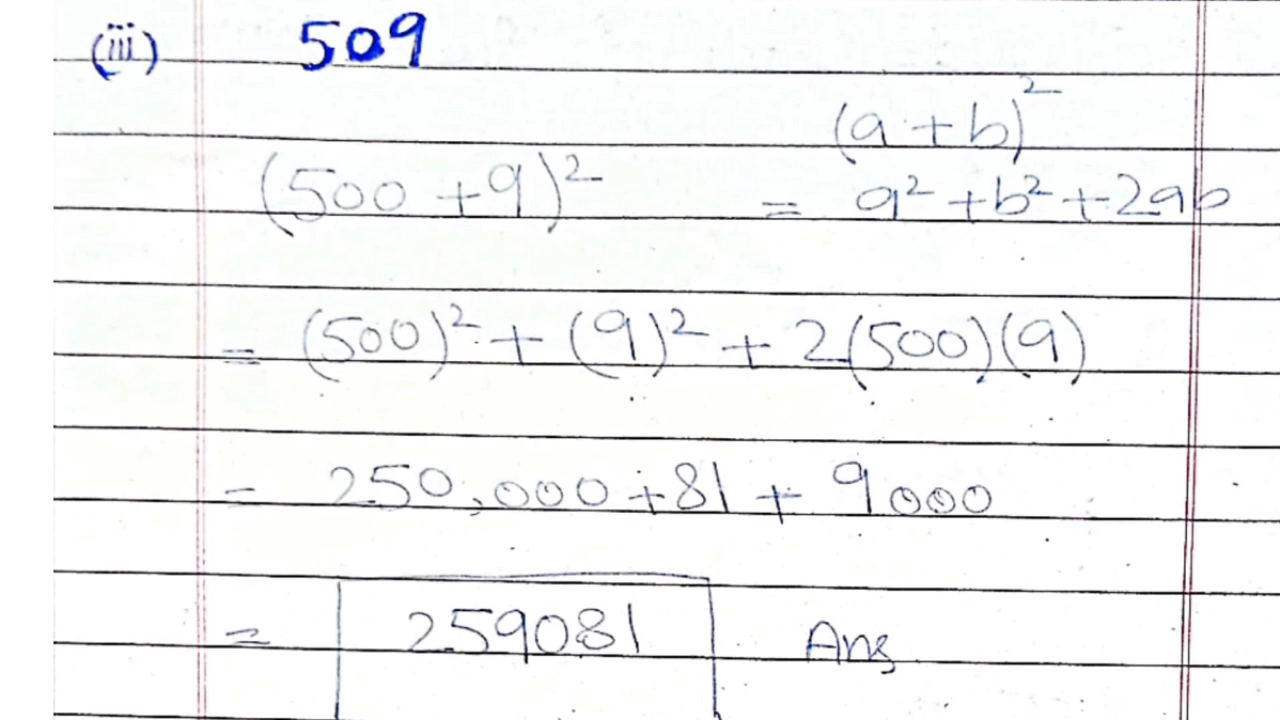 (iii) 509
(a+b)²
(500 + 9)² = a² + b² + 2ab
= (500)² + (9)² + 2(500)(9)
= 250,000 + 81 + 9000
= 259081 Ans